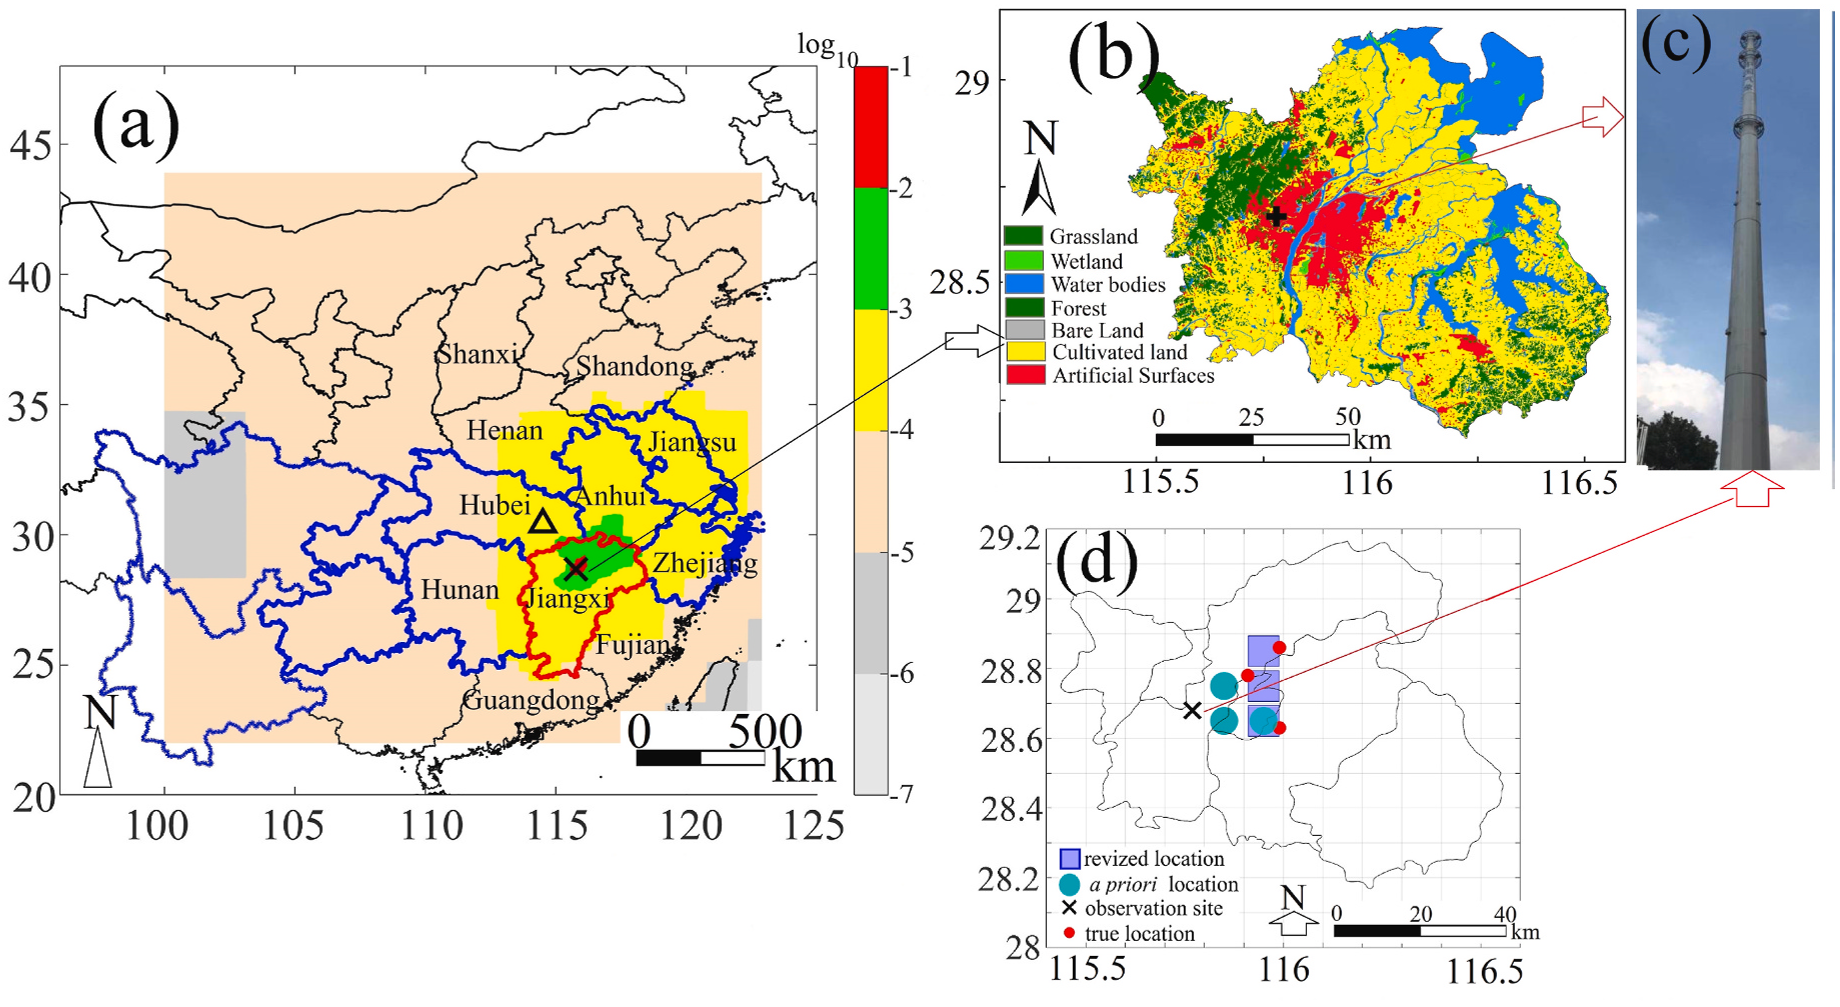 (a)
log10
-1
-2
-3
-4
-5
-6
-7
45
40
35
30
25
20
100
105
110
115
120
125
Shanxi
Shandong
Henan
Jiangsu
Hubei
Anhui
Zhejiang
Hunan
Jiangxi
Fujian
Guangdong
N
0 500
km
(b)
29
28.5
N
Grassland
Wetland
Water bodies
Forest
Bare Land
Cultivated land
Artificial Surfaces
0 25 50
km
115.5 116 116.5
(c)
(d)
29.2
29
28.8
28.6
28.4
28.2
28
revized location
a priori location
observation site
true location
N
0 20 40
km
115.5 116 116.5